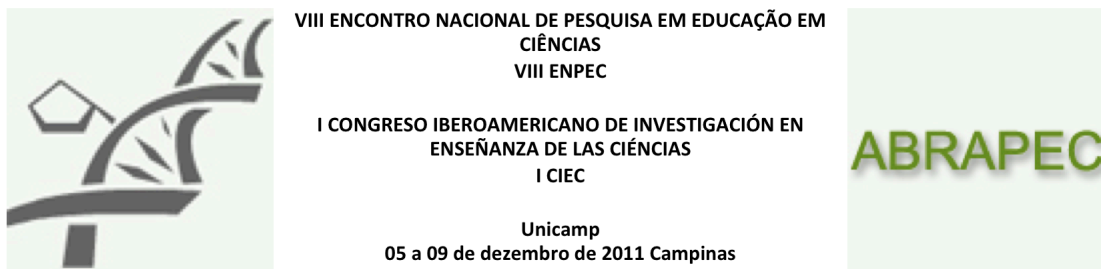 VIII ENCONTRO NACIONAL DE PESQUISA EM EDUCAÇÃO EM
CIÊNCIAS
VIII ENPEC
I CONGRESO IBEROAMERICANO DE INVESTIGACIÓN EN
ENSEÑANZA DE LAS CIÉNCIAS
I CIEC
Unicamp
05 a 09 de dezembro de 2011 Campinas
ABRAPEC